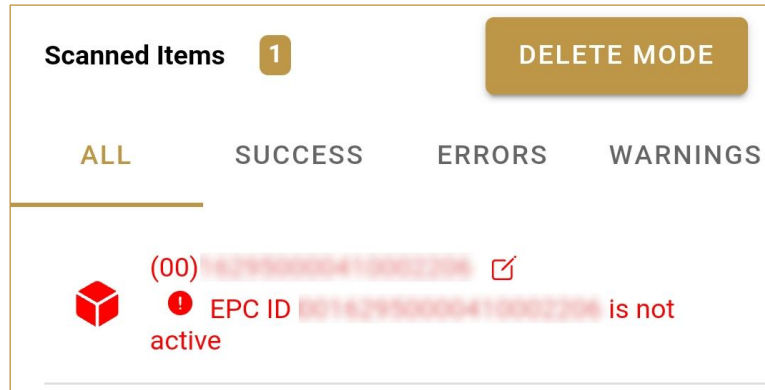 Scanned Items 1
DELETE MODE
ALL SUCCESS ERRORS WARNINGS
(00)
EPC ID is not
active